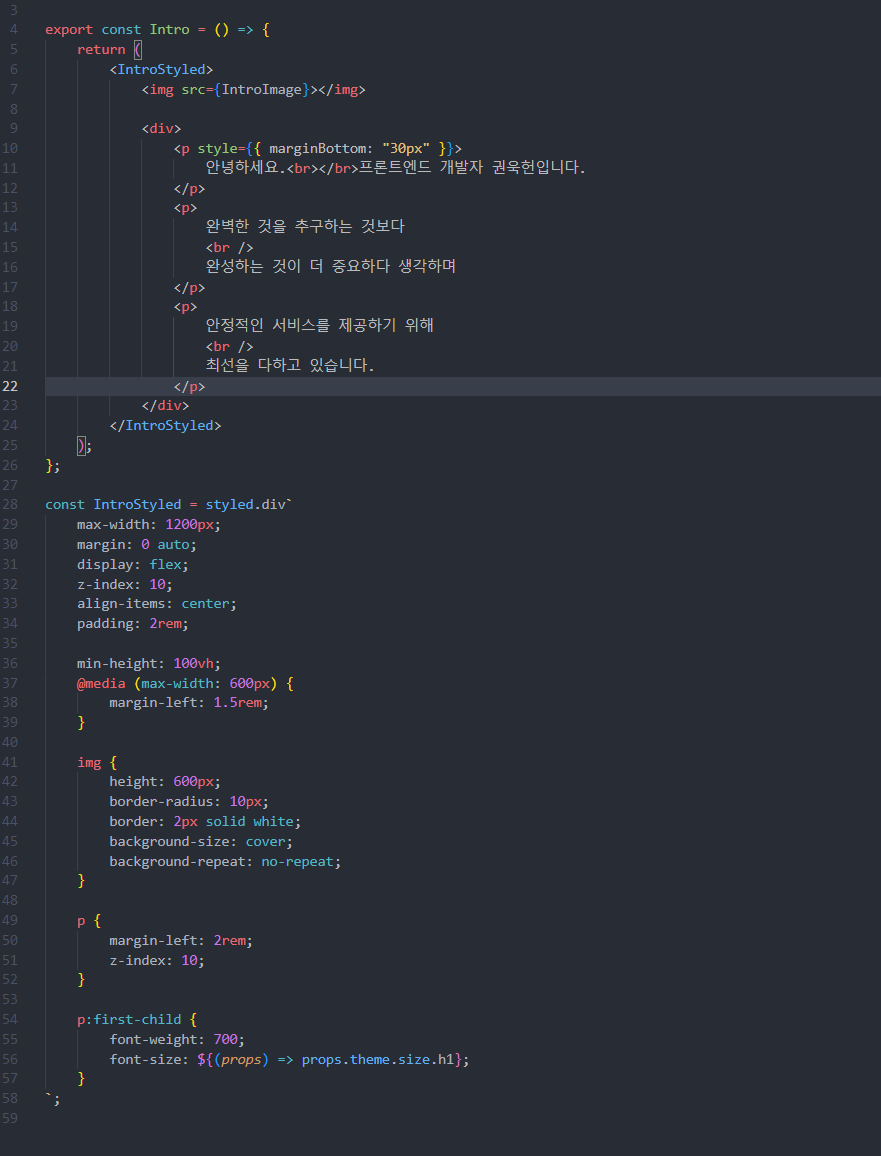 3
4 export const Intro = () => {
5     return (
6         <IntroStyled>
7             <img src={IntroImage}></img>
8
9             <div>
10                 <p style={{ marginBottom: "30px" }}>
11                     안녕하세요.<br></br>프론트엔드 개발자 권욱헌입니다.
12                 </p>
13                 <p>
14                     완벽한 것을 추구하는 것보다
15                     <br />
16                     완성하는 것이 더 중요하다 생각하며
17                 </p>
18                 <p>
19                     안정적인 서비스를 제공하기 위해
20                     <br />
21                     최선을 다하고 있습니다.
22                 </p>
23             </div>
24         </IntroStyled>
25     );
26 };
27
28 const IntroStyled = styled.div`
29     max-width: 1200px;
30     margin: 0 auto;
31     display: flex;
32     z-index: 10;
33     align-items: center;
34     padding: 2rem;
35
36     min-height: 100vh;
37     @media (max-width: 600px) {
38         margin-left: 1.5rem;
39     }
40
41     img {
42         height: 600px;
43         border-radius: 10px;
44         border: 2px solid white;
45         background-size: cover;
46         background-repeat: no-repeat;
47     }
48
49     p {
50         margin-left: 2rem;
51         z-index: 10;
52     }
53
54     p:first-child {
55         font-weight: 700;
56         font-size: ${(props) => props.theme.size.h1};
57     }
58 `;
59